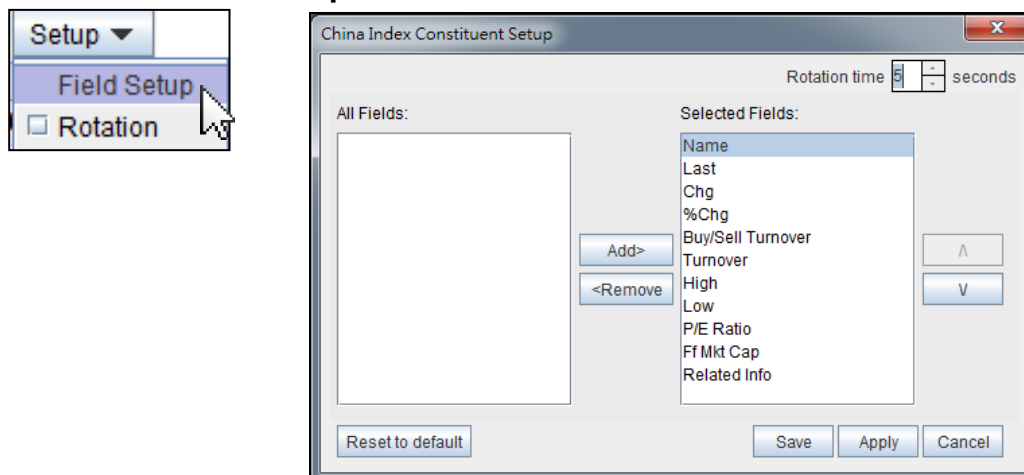 Setup
Field Setup
Rotation
China Index Constituent Setup
Rotation time 5 seconds
All Fields:
Selected Fields:
Name
Last
Chg
%Chg
Buy/Sell Turnover
Turnover
High
Low
P/E Ratio
Ff Mkt Cap
Related Info
Add>
<Remove
Λ
V
Reset to default
Save
Apply
Cancel